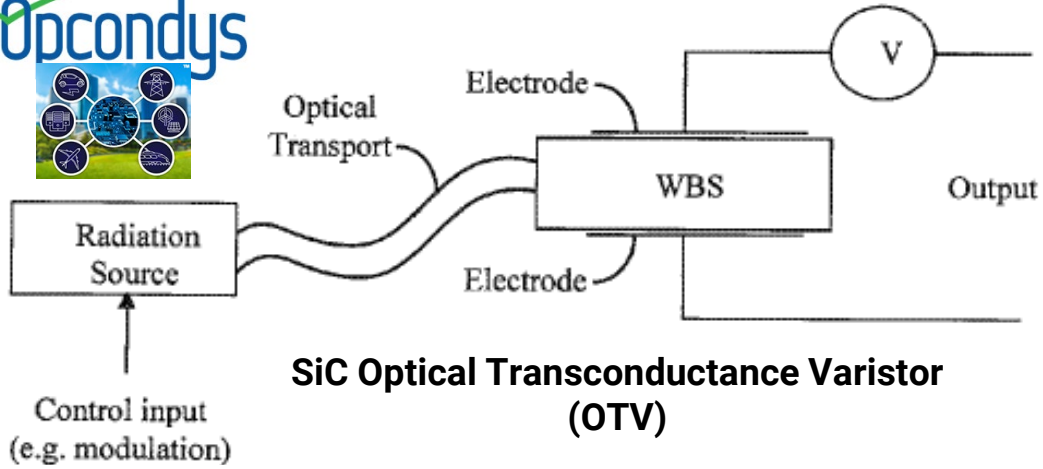 Opcondys
Electrode
V
Optical
Transport
WBS
Output
Radiation
Source
Electrode
SiC Optical Transconductance Varistor
(OTV)
Control input
(e.g. modulation)